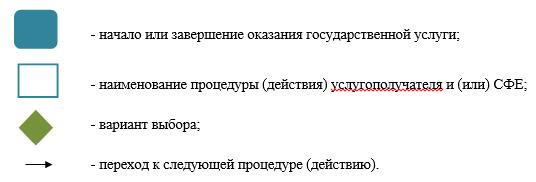 - начало или завершение оказания государственной услуги;
- наименование процедуры (действия) услугополучателя и (или) СФЕ;
- вариант выбора;
- переход к следующей процедуре (действию).